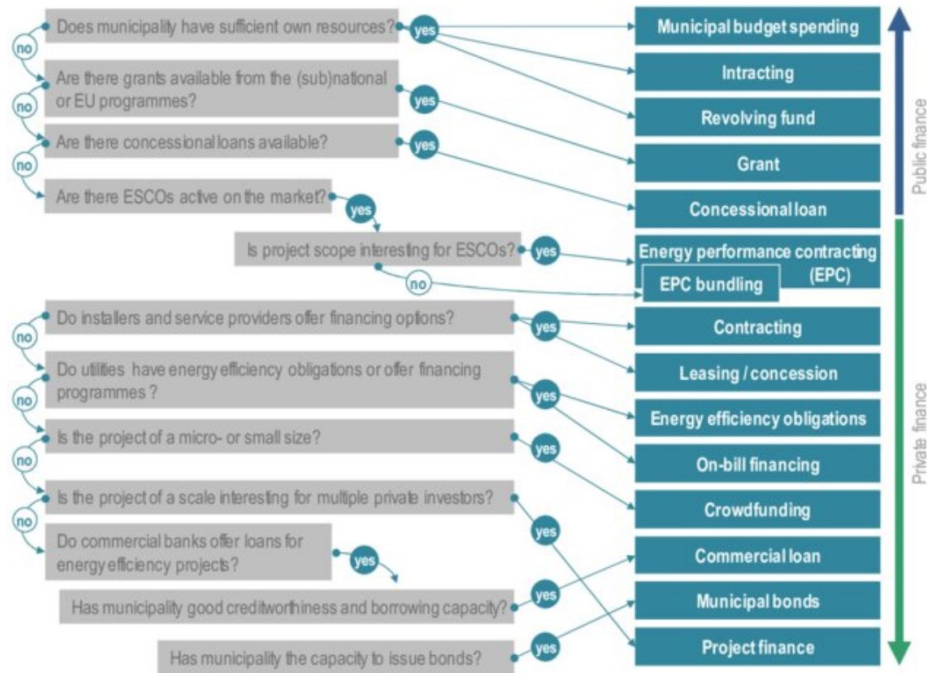 Does municipality have sufficient own resources?
yes
Municipal budget spending
no
Intracting
Are there grants available from the (sub)national
or EU programmes?
yes
Revolving fund
no
Are there concessional loans available?
yes
Grant
no
Are there ESCOs active on the market?
yes
Concessional loan
Is project scope interesting for ESCOs?
yes
Energy performance contracting
(EPC)
no
EPC bundling
Do installers and service providers offer financing options?
yes
Contracting
no
Do utilities have energy efficiency obligations or offer financing
programmes ?
yes
Leasing / concession
no
Energy efficiency obligations
Is the project of a micro- or small size?
yes
On-bill financing
no
Is the project of a scale interesting for multiple private investors?
yes
Crowdfunding
no
Do commercial banks offer loans for
energy efficiency projects?
yes
Commercial loan
Has municipality good creditworthiness and borrowing capacity?
yes
Municipal bonds
Has municipality the capacity to issue bonds?
yes
Project finance
Public finance
Private finance